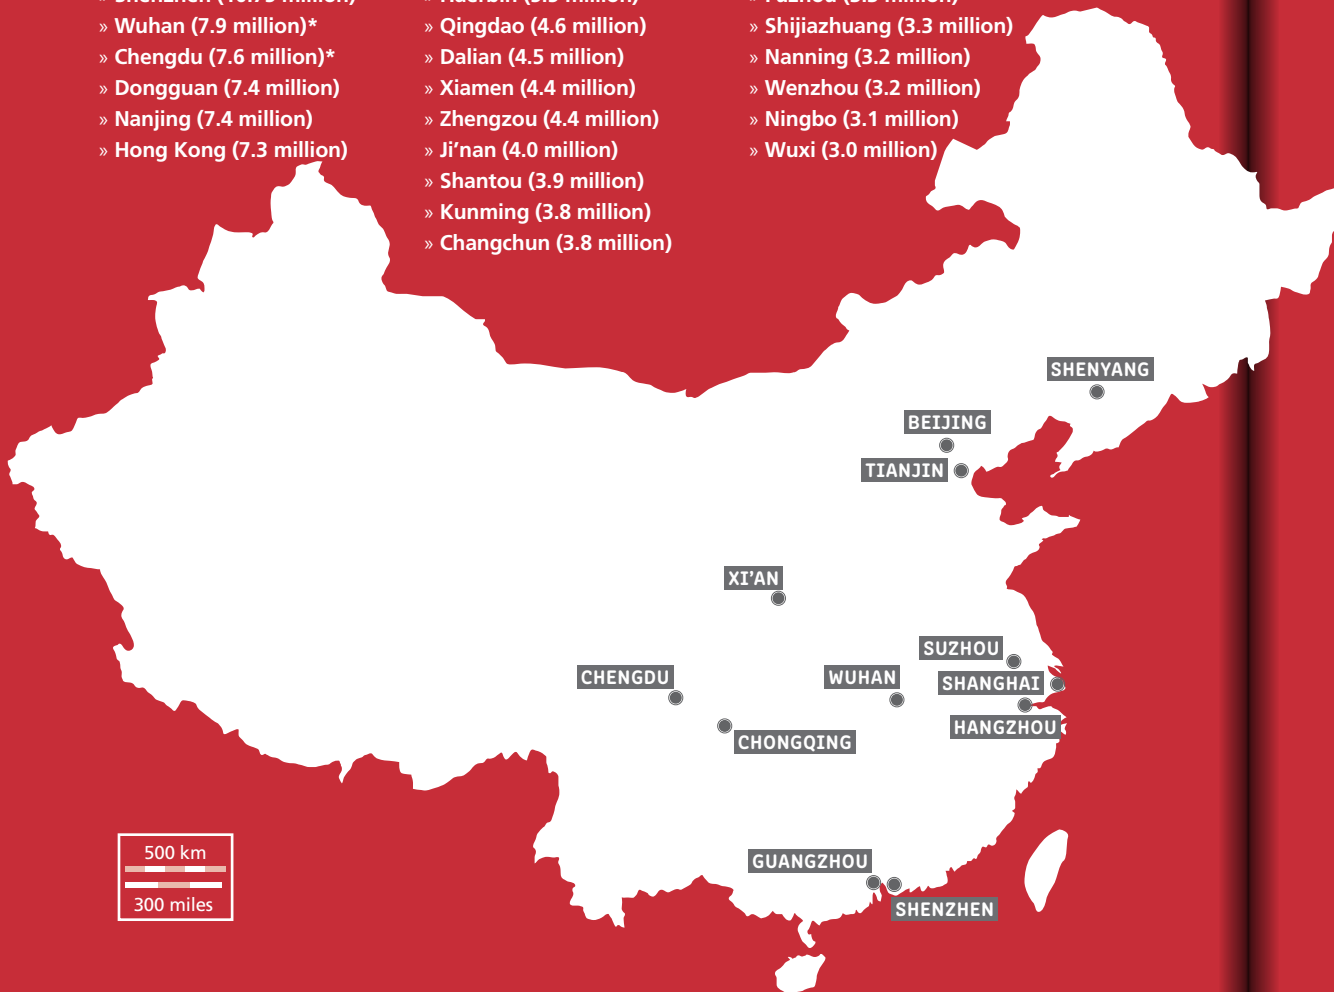 » Wuhan (7.9 million)*
» Chengdu (7.6 million)*
» Dongguan (7.4 million)
» Nanjing (7.4 million)
» Hong Kong (7.3 million)
» Qingdao (4.6 million)
» Dalian (4.5 million)
» Xiamen (4.4 million)
» Zhengzou (4.4 million)
» Ji’nan (4.0 million)
» Shantou (3.9 million)
» Kunming (3.8 million)
» Changchun (3.8 million)
» Shijiazhuang (3.3 million)
» Nanning (3.2 million)
» Wenzhou (3.2 million)
» Ningbo (3.1 million)
» Wuxi (3.0 million)
SHENYANG
BEIJING
TIANJIN
XI’AN
SUZHOU
CHENGDU
WUHAN
SHANGHAI
HANGZHOU
CHONGQING
GUANGZHOU
SHENZHEN
500 km
300 miles